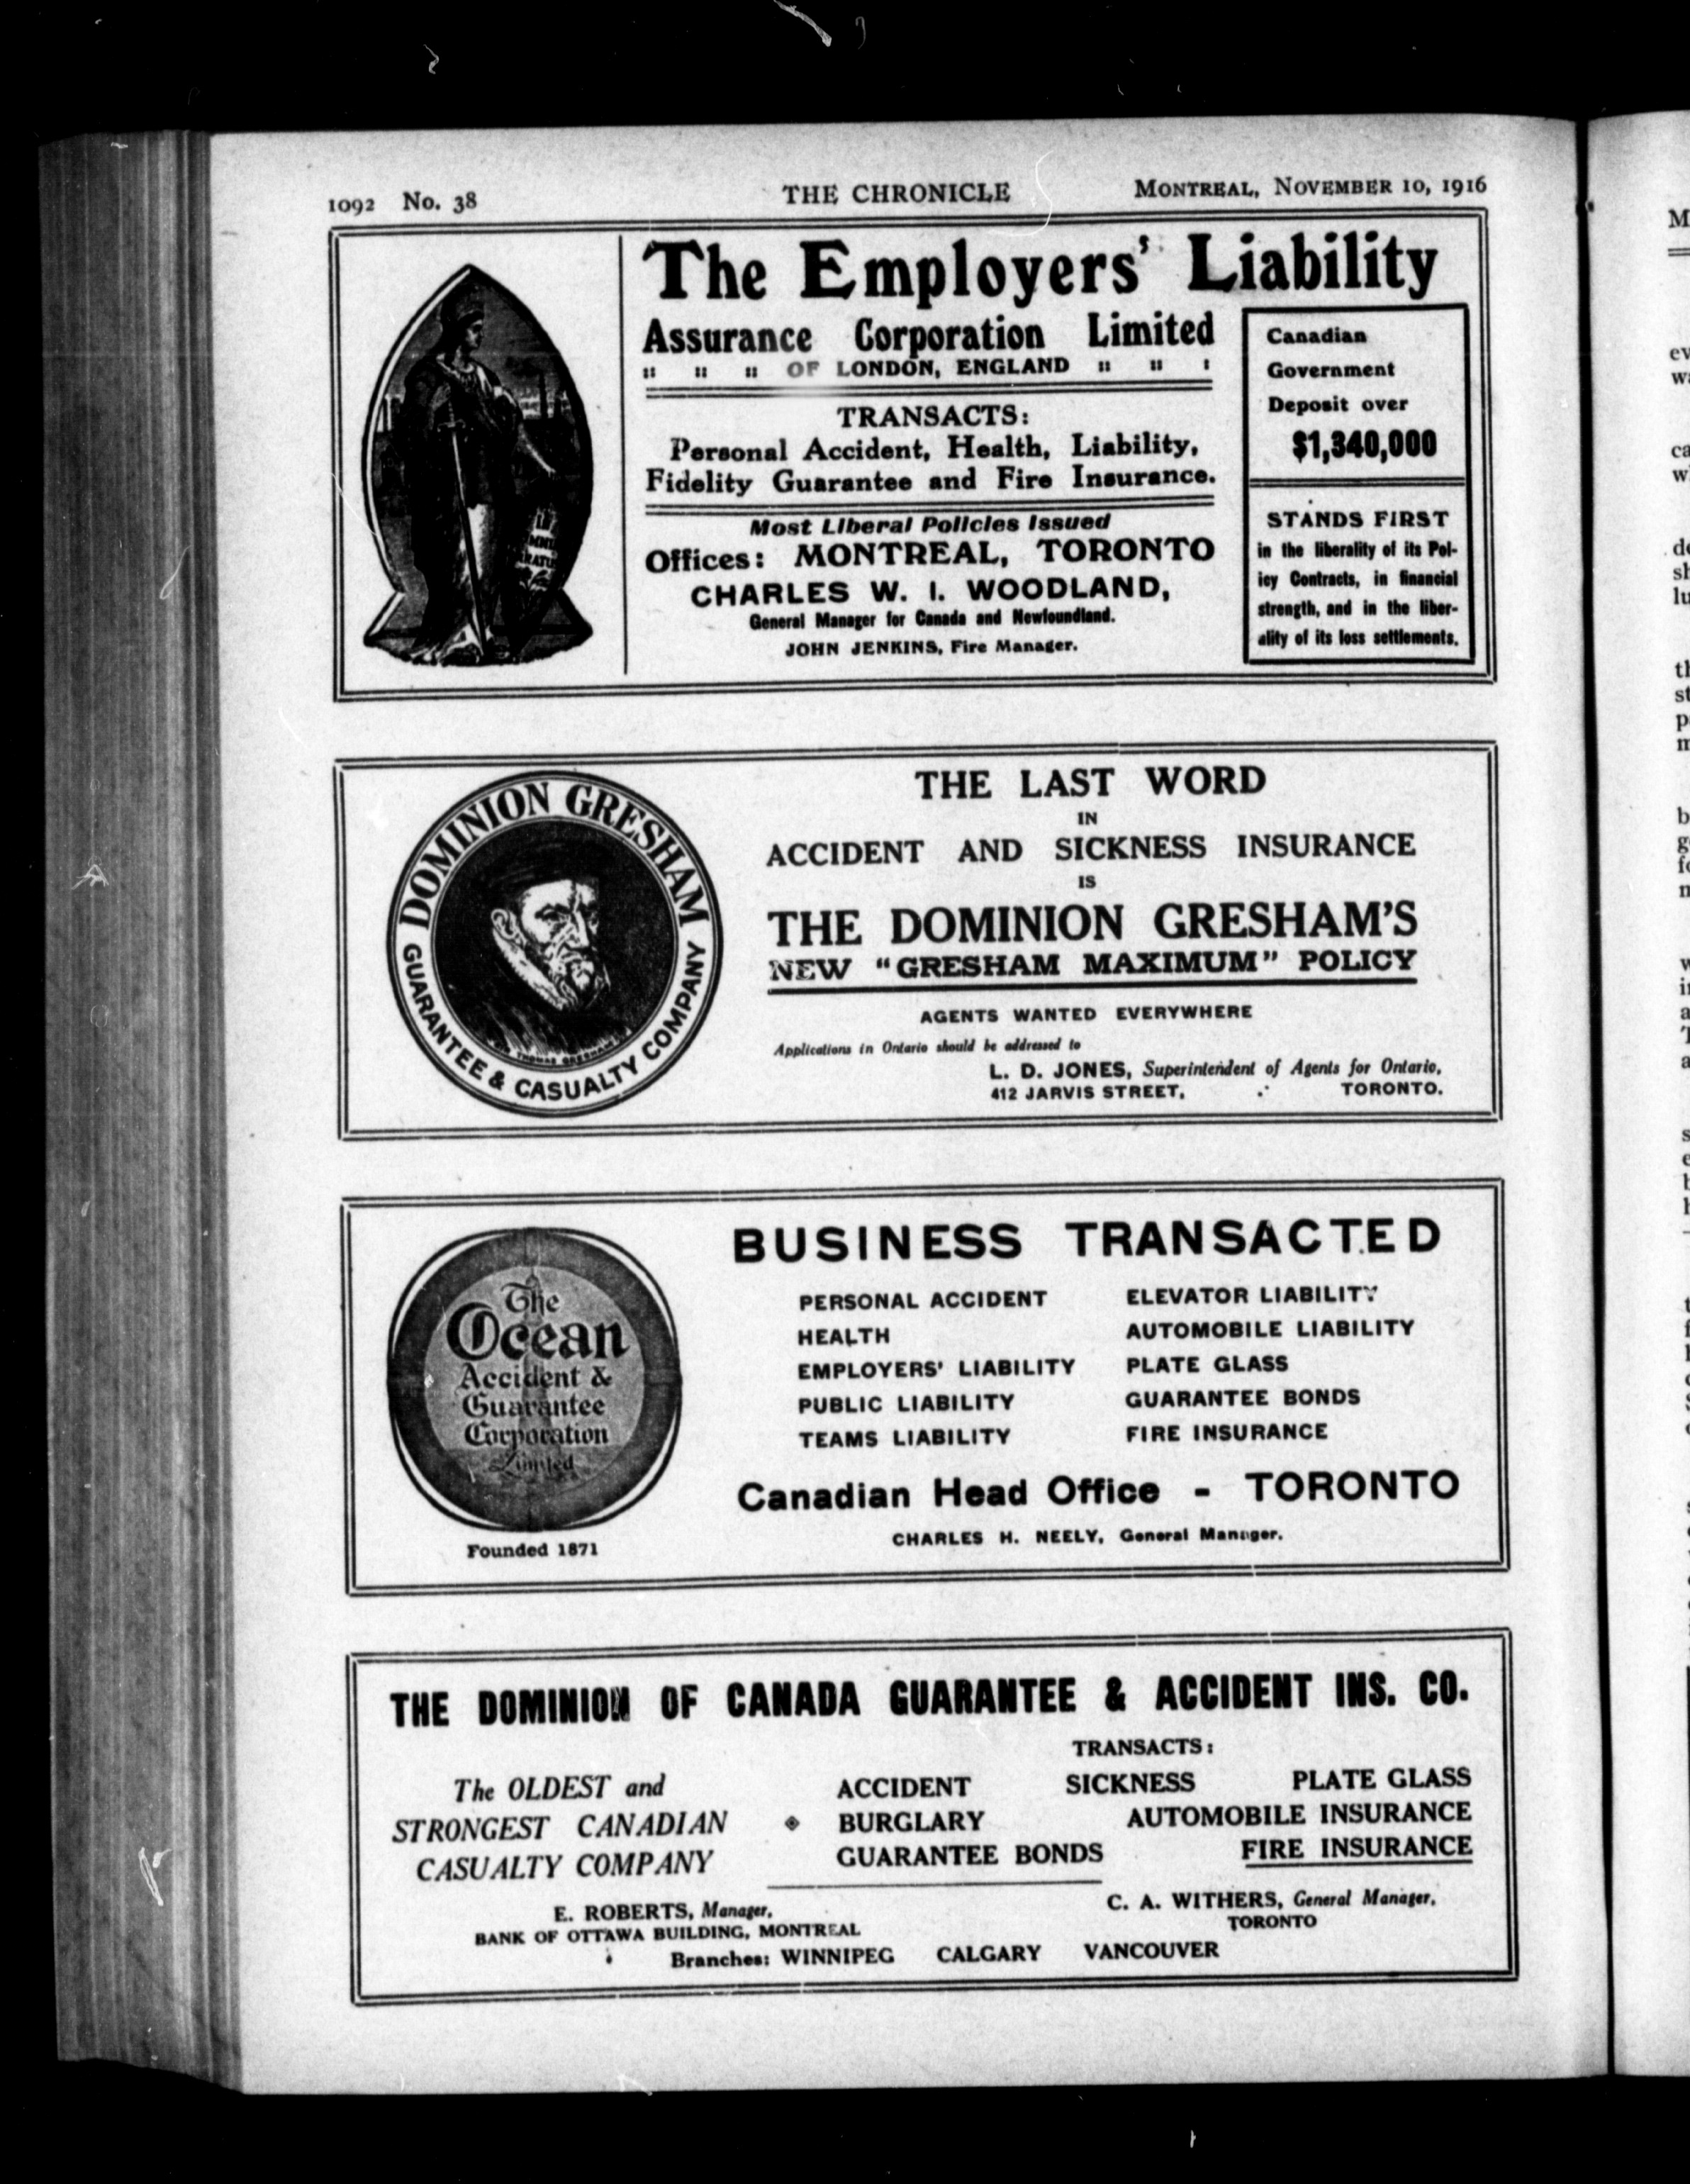 1092 No. 38 THE CHRONICLE MONTREAL, NOVEMBER 10, 1916
The Employers' Liability
Assurance Corporation Limited
" " " OF LONDON, ENGLAND " " '
TRANSACTS:
Personal Accident, Health, Liability,
Fidelity Guarantee and Fire Insurance.
Most Liberal Policies Issued
Offices: MONTREAL, TORONTO
CHARLES W. I. WOODLAND,
General Manager for Canada and Newfoundland.
JOHN JENKINS, Fire Manager.
Canadian
Government
Deposit over
$1,340,000
STANDS FIRST
in the liberality of its Pol-
icy Contracts, in financial
strength, and in the liber-
ality of its loss settlements.
DOMINION GRESHAM
GUARANTEE & CASUALTY COMPANY
THOMAS GRESHAM
THE LAST WORD
IN
ACCIDENT AND SICKNESS INSURANCE
IS
THE DOMINION GRESHAM'S
NEW "GRESHAM MAXIMUM" POLICY
AGENTS WANTED EVERYWHERE
Applications in Ontario should be addressed to
L. D. JONES, Superintendent of Agents for Ontario,
412 JARVIS STREET, TORONTO.
The
Ocean
Accident &
Guarantee
Corporation
Limited
Founded 1871
BUSINESS TRANSACTED
PERSONAL ACCIDENT ELEVATOR LIABILITY
HEALTH AUTOMOBILE LIABILITY
EMPLOYERS' LIABILITY PLATE GLASS
PUBLIC LIABILITY GUARANTEE BONDS
TEAMS LIABILITY FIRE INSURANCE
Canadian Head Office - TORONTO
CHARLES H. NEELY, General Manager.
THE DOMINION OF CANADA GUARANTEE & ACCIDENT INS. CO.
TRANSACTS:
The OLDEST and ACCIDENT SICKNESS PLATE GLASS
STRONGEST CANADIAN BURGLARY AUTOMOBILE INSURANCE
CASUALTY COMPANY GUARANTEE BONDS FIRE INSURANCE
E. ROBERTS, Manager, C. A. WITHERS, General Manager,
BANK OF OTTAWA BUILDING, MONTREAL TORONTO
Branches: WINNIPEG CALGARY VANCOUVER